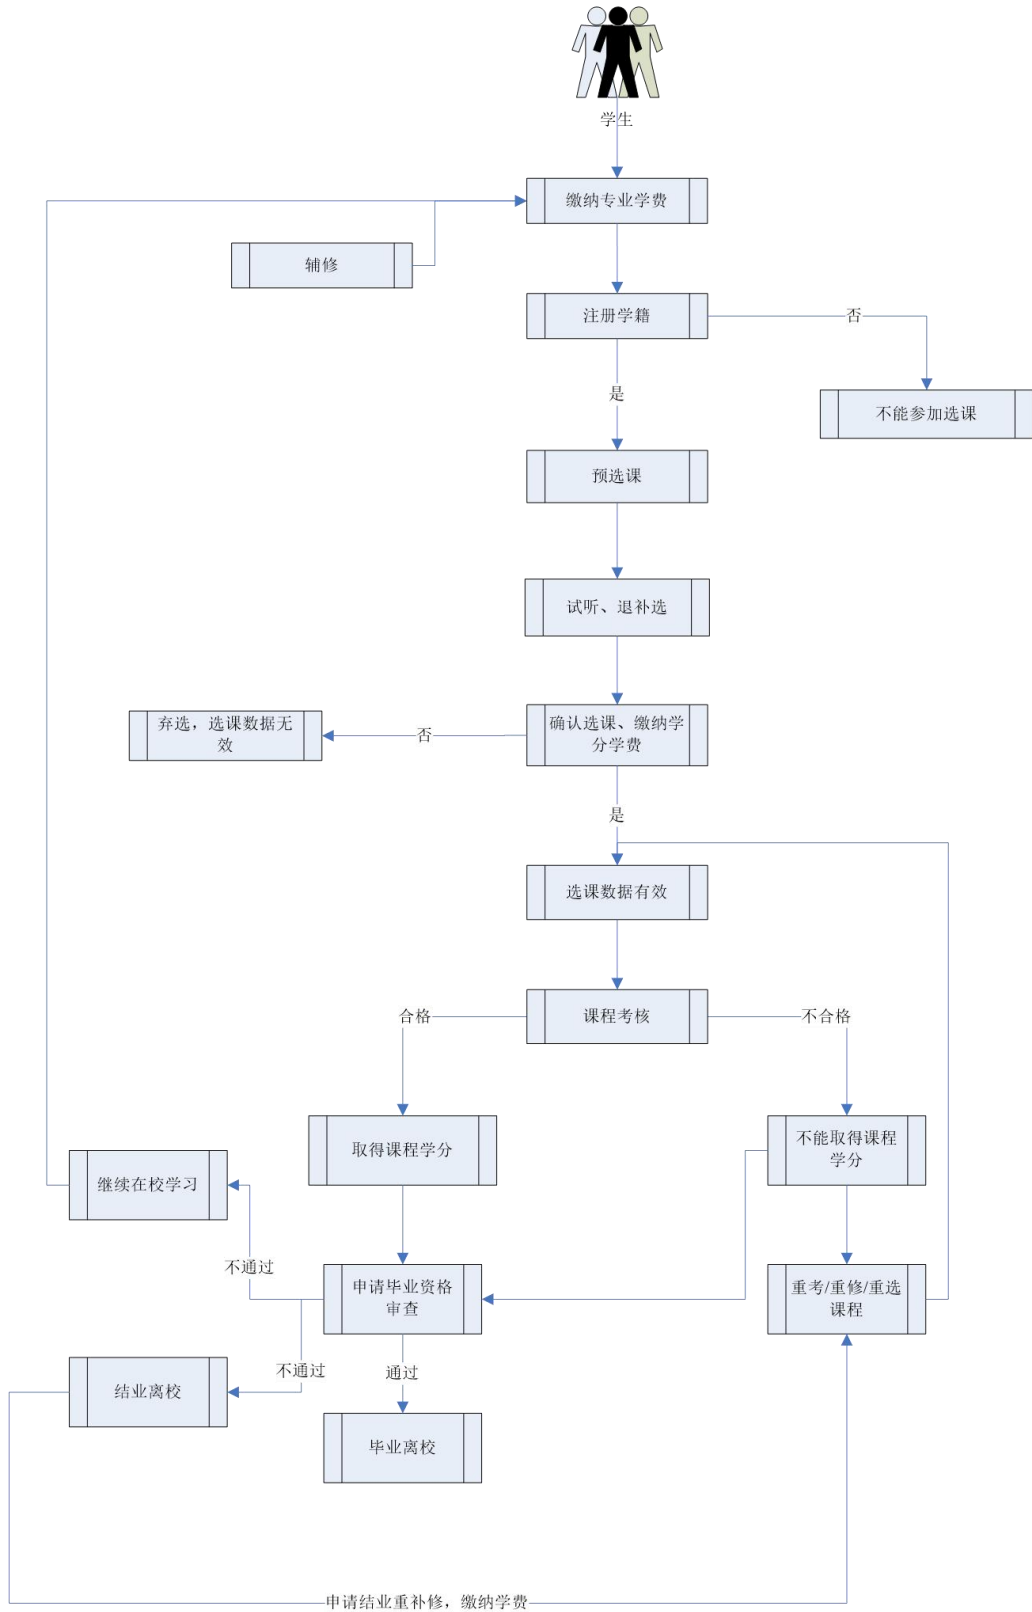 学生
缴纳专业学费
辅修
注册学籍
否
不能参加选课
是
预选课
试听、退补选
确认选课、缴纳学
分学费
否
弃选，选课数据无
效
是
选课数据有效
课程考核
合格
不合格
取得课程学分
不能取得课程
学分
继续在校学习
不通过
申请毕业资格
审查
重考/重修/重选
课程
不通过
通过
结业离校
毕业离校
申请结业重补修，缴纳学费